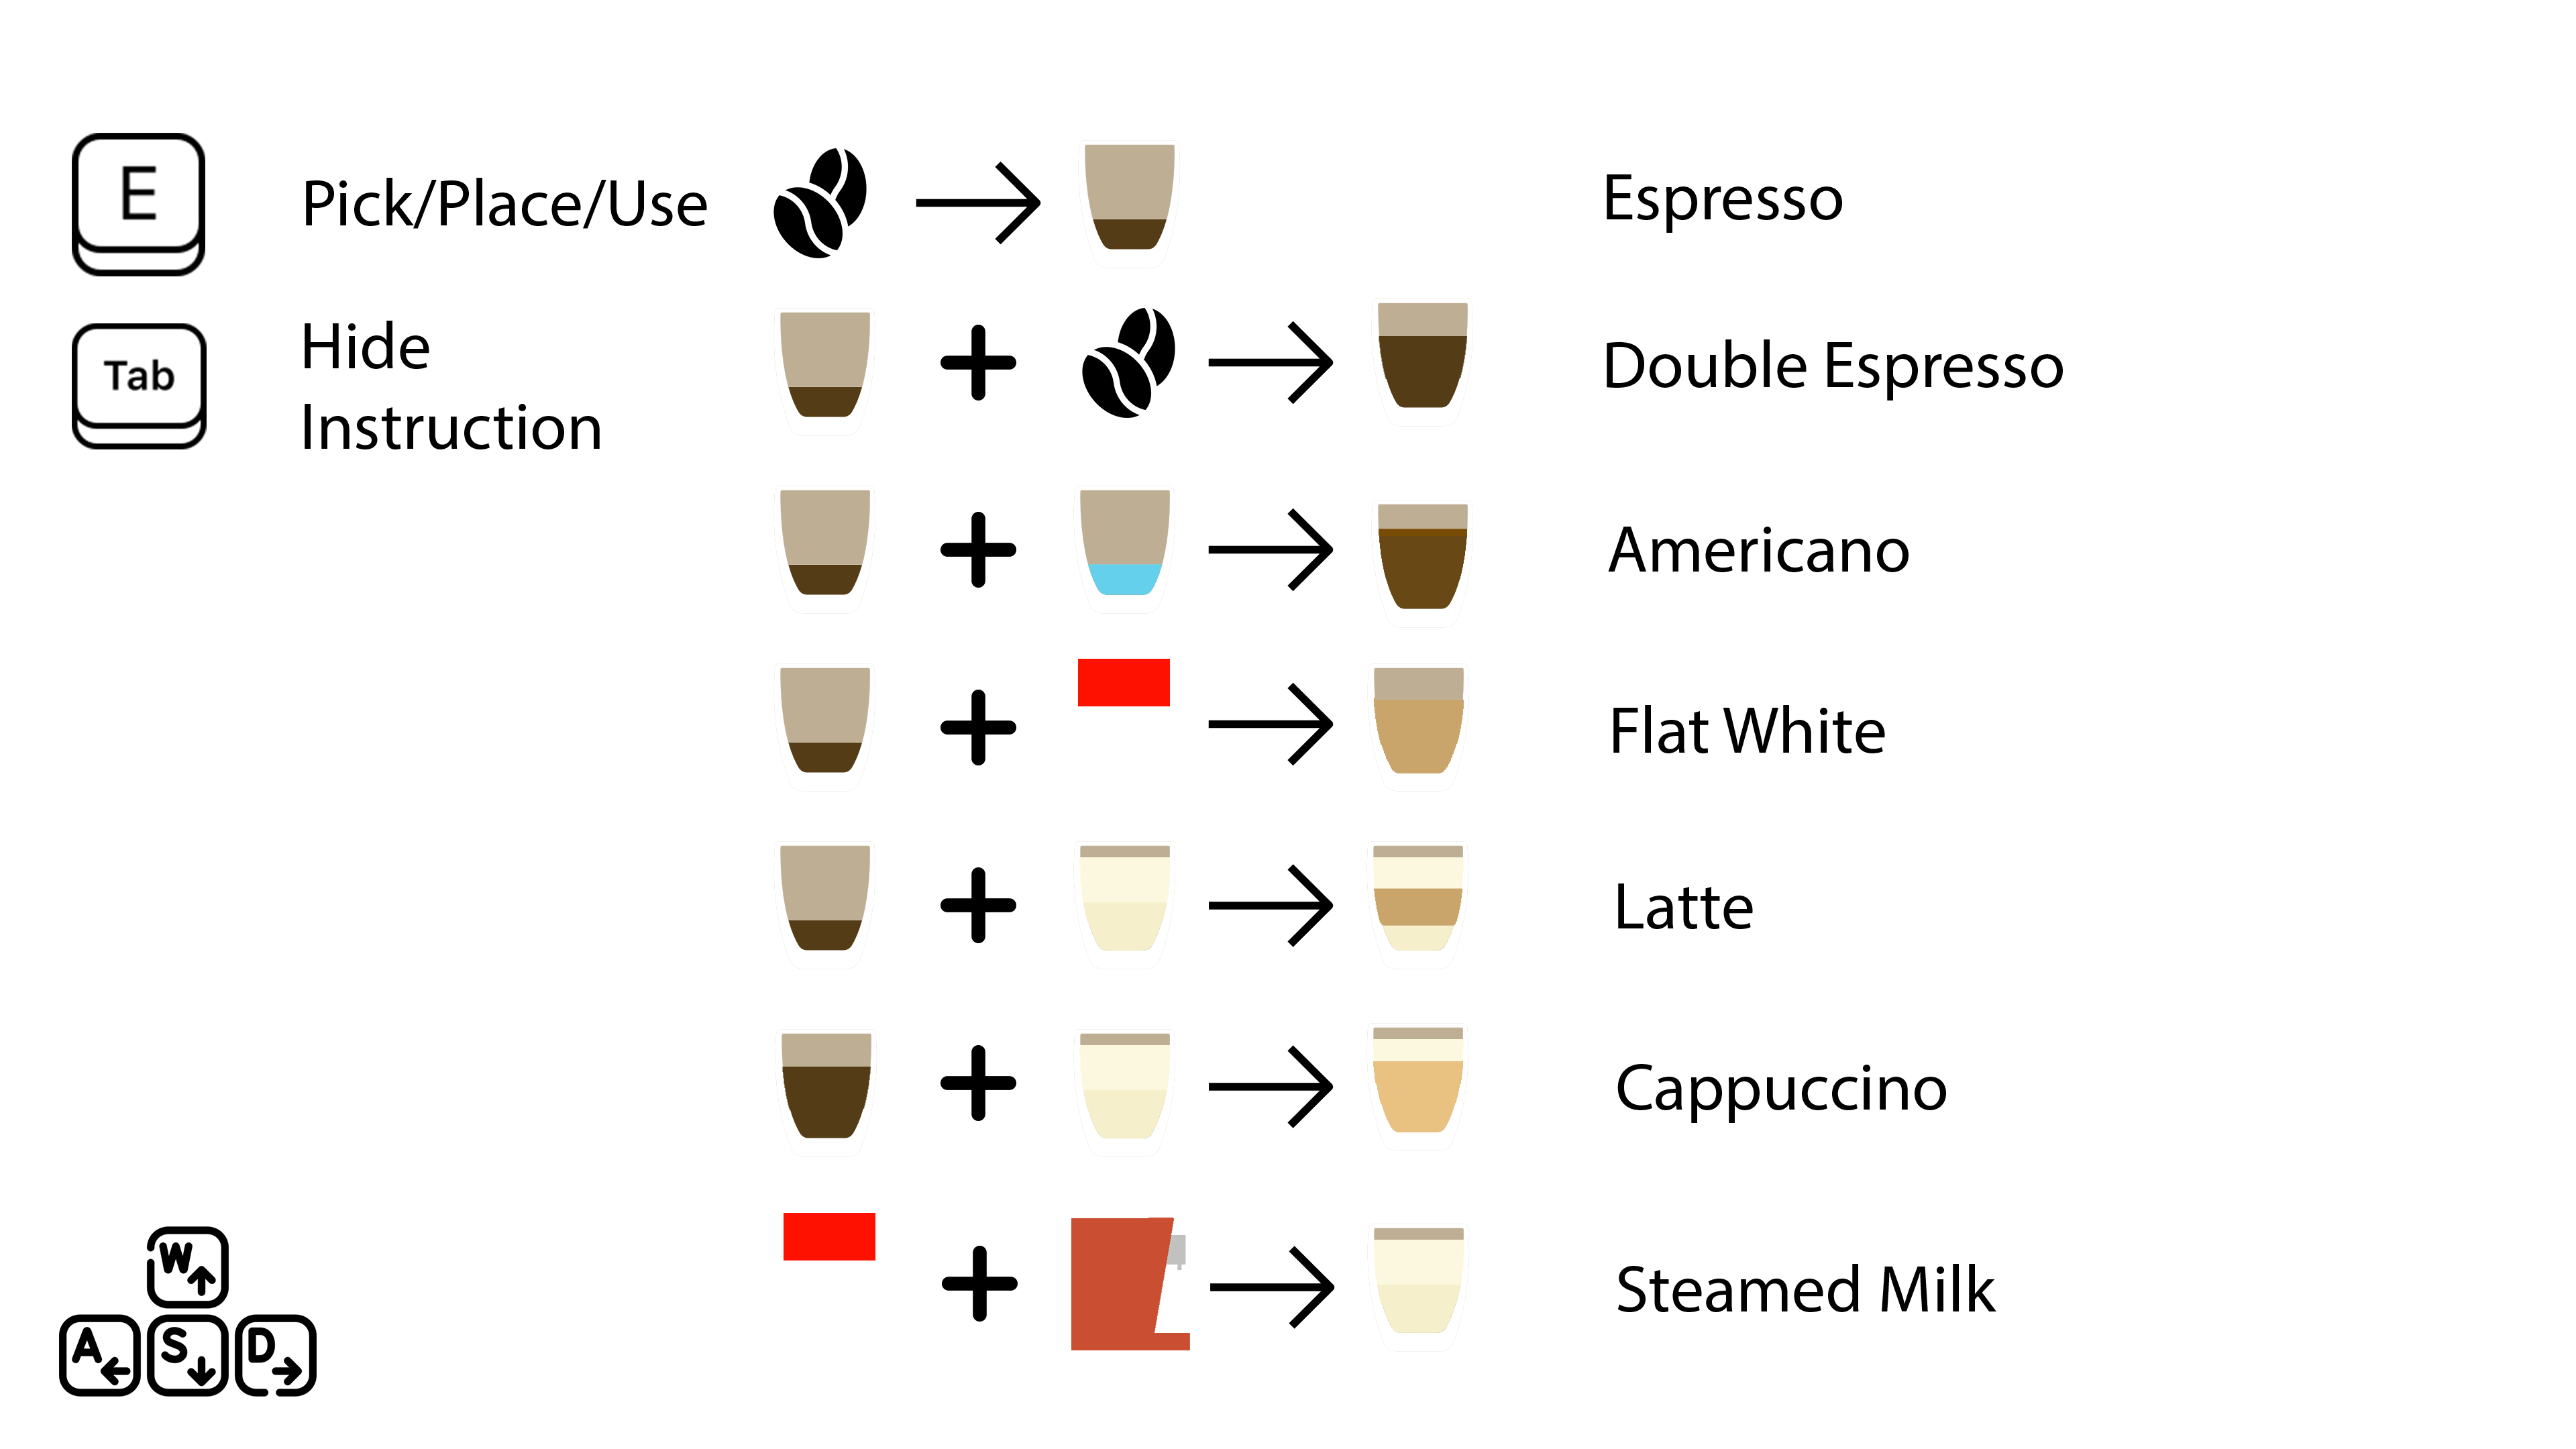 E
Pick/Place/Use
Espresso
Tab
Hide
Instruction
Double Espresso
Americano
Flat White
Latte
Cappuccino
Steamed Milk
W
A
S
D